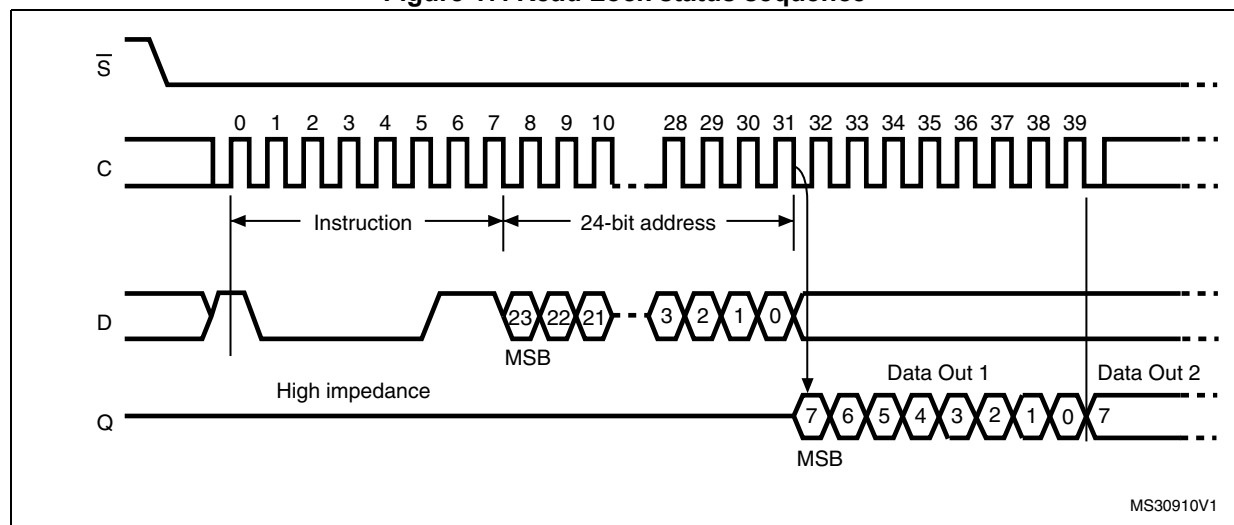 Figure 17. Read Lock status sequence
S
0 1 2 3 4 5 6 7 8 9 10 28 29 30 31 32 33 34 35 36 37 38 39
C
Instruction 24-bit address
D 23 22 21 3 2 1 0
MSB
High impedance Data Out 1 Data Out 2
Q 7 6 5 4 3 2 1 0 7
MSB
MS30910V1